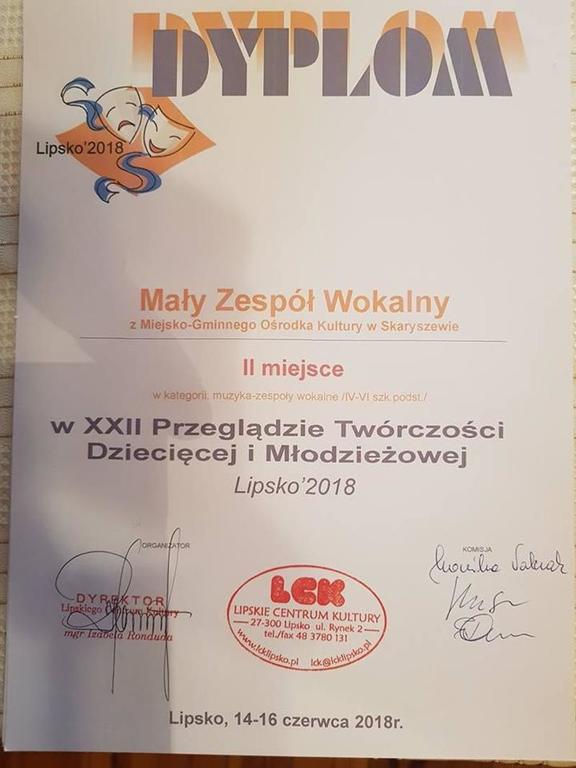 DYPLOM
Lipsko'2018
Mały Zespół Wokalny
z Miejsko-Gminnego Ośrodka Kultury w Skaryszewie
II miejsce
w kategorii: muzyka-zespoły wokalne /IV-VI szk.podst./
w XXII Przeglądzie Twórczości
Dziecięcej i Młodzieżowej
Lipsko'2018
ORGANIZATOR
DYREKTOR
Lipskiego Centrum Kultury
mgr Izabela Ronduda
LCK
LIPSKIE CENTRUM KULTURY
27-300 Lipsko ul. Rynek 2
tel./fax 48 3780 131
www.lcklipsko.pl lck@lcklipsko.pl
KOMISJA
Monika
Lipsko, 14-16 czerwca 2018r.